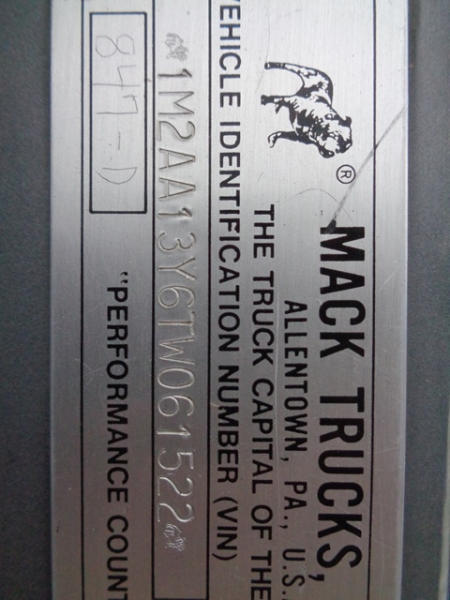 ®
MACK TRUCKS,
ALLENTOWN, PA., U.S.
THE TRUCK CAPITAL OF THE
VEHICLE IDENTIFICATION NUMBER (VIN)
1M2AA13Y6TW061522
847-D
"PERFORMANCE COUNT